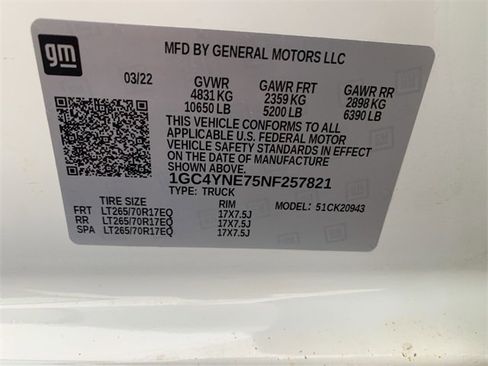 gm
MFD BY GENERAL MOTORS LLC
03/22 GVWR GAWR FRT GAWR RR
4831 KG 2359 KG 2898 KG
10650 LB 5200 LB 6390 LB
THIS VEHICLE CONFORMS TO ALL
APPLICABLE U.S. FEDERAL MOTOR
VEHICLE SAFETY STANDARDS IN EFFECT
ON THE DATE OF MANUFACTURE
SHOWN ABOVE.
1GC4YNE75NF257821
TYPE: TRUCK MODEL: 51CK20943
TIRE SIZE RIM
FRT LT265/70R17EQ 17X7.5J
RR LT265/70R17EQ 17X7.5J
SPA LT265/70R17EQ 17X7.5J